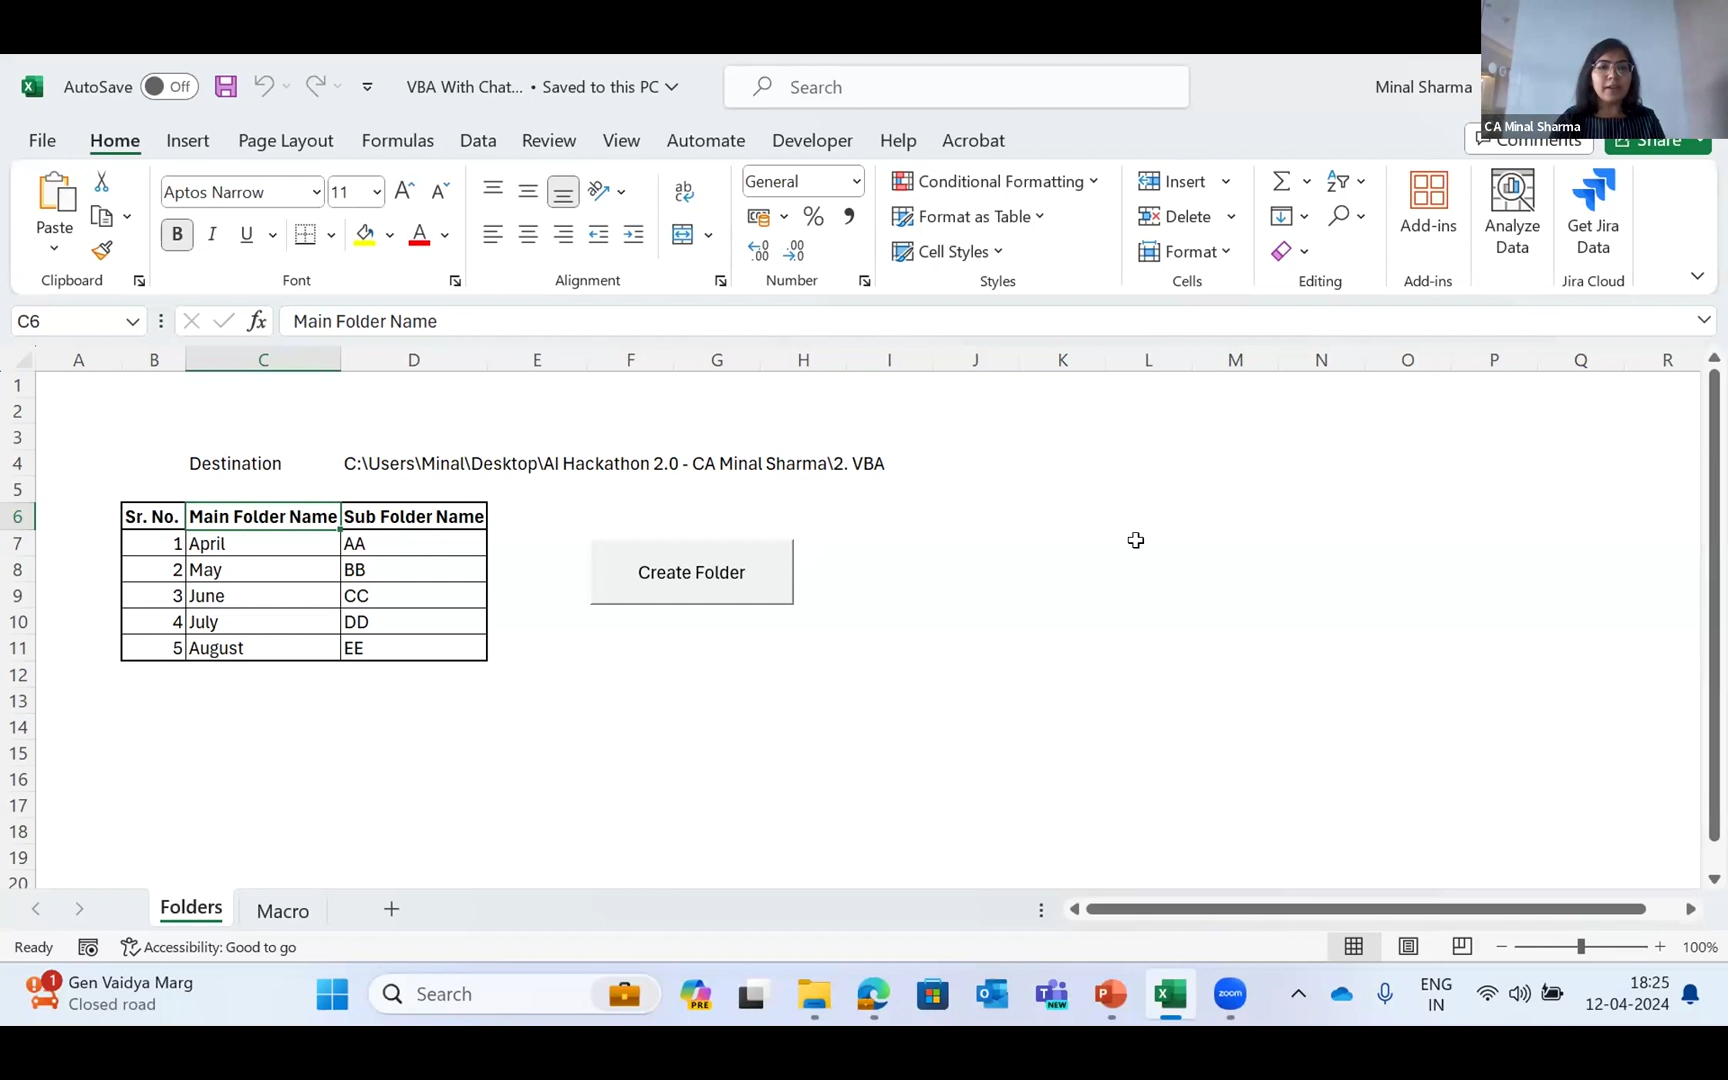 AutoSave Off VBA With Chat... • Saved to this PC Search Minal Sharma
CA Minal Sharma
File Home Insert Page Layout Formulas Data Review View Automate Developer Help Acrobat Comments Share
Paste
Aptos Narrow 11
B I U A
ab
General
% ,
Conditional Formatting
Format as Table
Cell Styles
Insert
Delete
Format
Add-ins
Analyze Data
Get Jira Data
Clipboard Font Alignment Number Styles Cells Editing Add-ins Jira Cloud
C6 fx Main Folder Name
A B C D E F G H I J K L M N O P Q R
1
2
3
4 Destination C:\Users\Minal\Desktop\AI Hackathon 2.0 - CA Minal Sharma\2. VBA
5
6 Sr. No. Main Folder Name Sub Folder Name
7 1 April AA
8 2 May BB
9 3 June CC
10 4 July DD
11 5 August EE
Create Folder
12
13
14
15
16
17
18
19
20
Folders Macro
Ready Accessibility: Good to go 100%
1 Gen Vaidya Marg
Closed road
Search
PRE
NEW
zoom
ENG
IN
18:25
12-04-2024